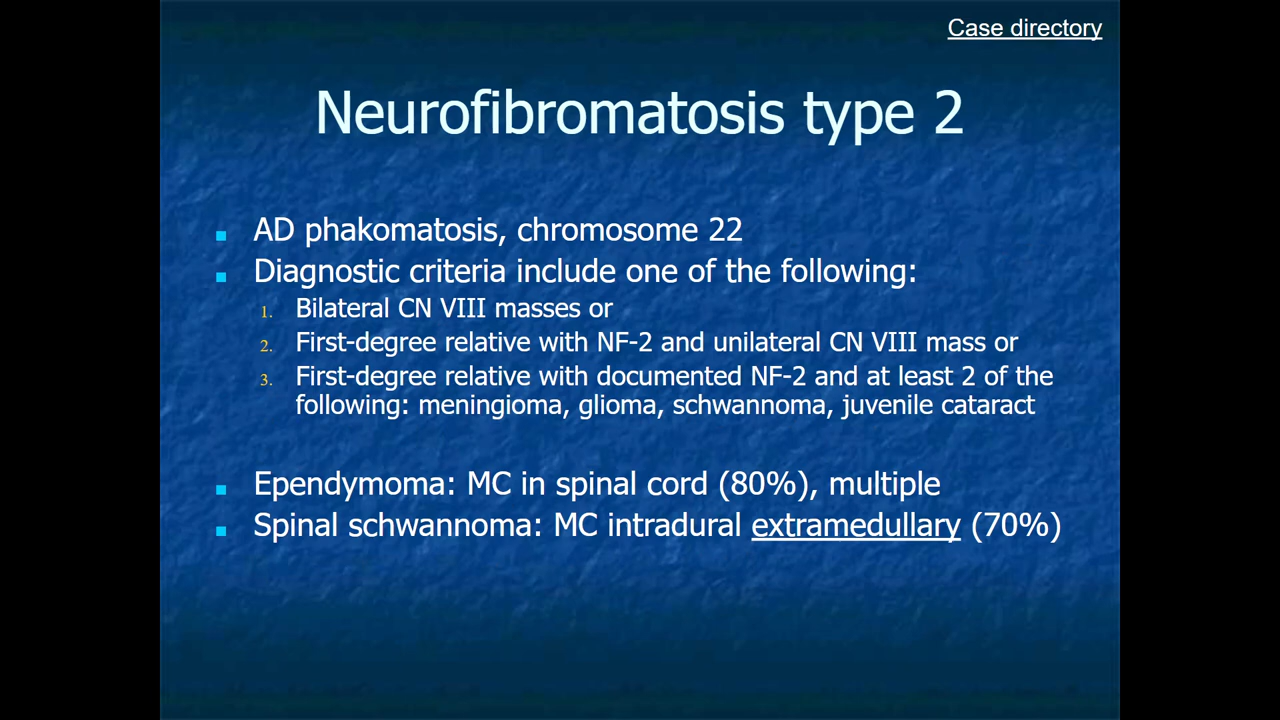 Case directory
Neurofibromatosis type 2
AD phakomatosis, chromosome 22
Diagnostic criteria include one of the following:
1. Bilateral CN VIII masses or
2. First-degree relative with NF-2 and unilateral CN VIII mass or
3. First-degree relative with documented NF-2 and at least 2 of the
following: meningioma, glioma, schwannoma, juvenile cataract
Ependymoma: MC in spinal cord (80%), multiple
Spinal schwannoma: MC intradural extramedullary (70%)